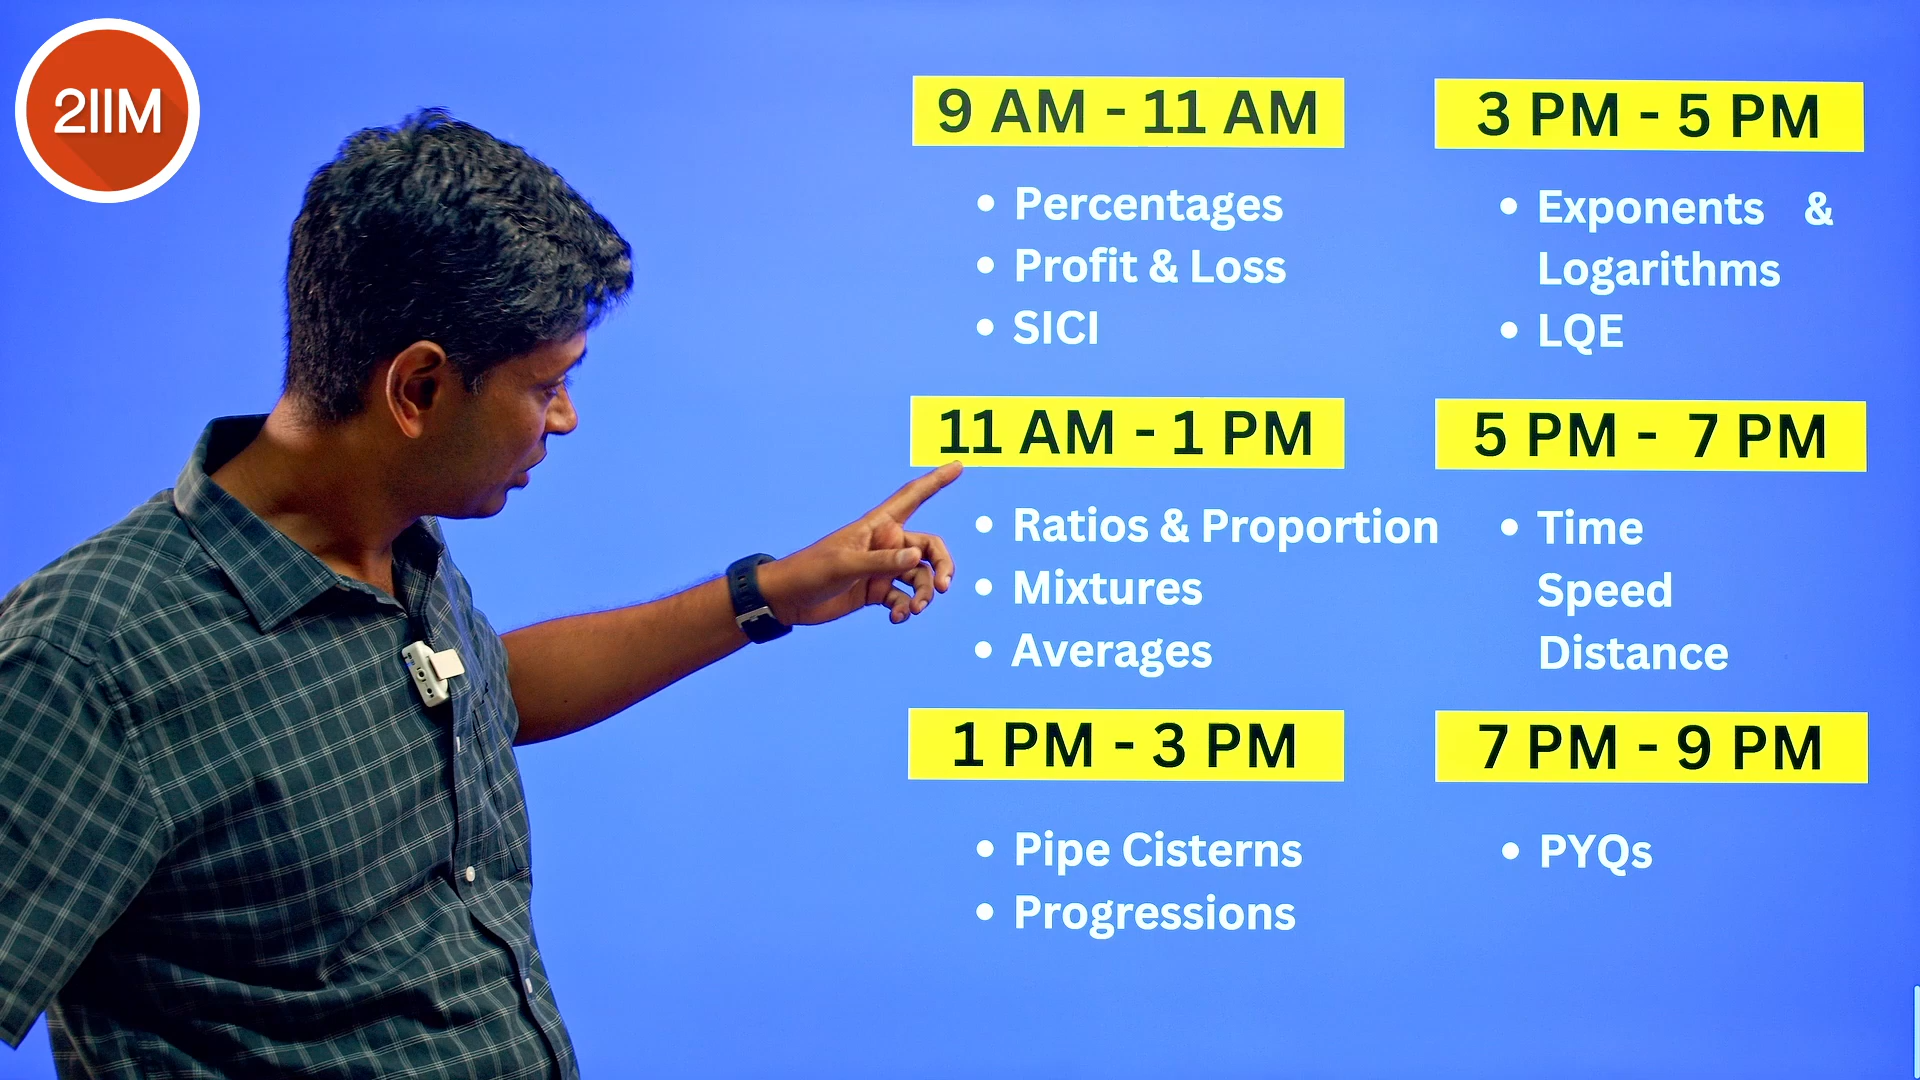 2IIM
9 AM - 11 AM
Percentages
Profit & Loss
SICI
11 AM - 1 PM
Ratios & Proportion
Mixtures
Averages
1 PM - 3 PM
Pipe Cisterns
Progressions
3 PM - 5 PM
Exponents &
Logarithms
LQE
5 PM - 7 PM
Time
Speed
Distance
7 PM - 9 PM
PYQs